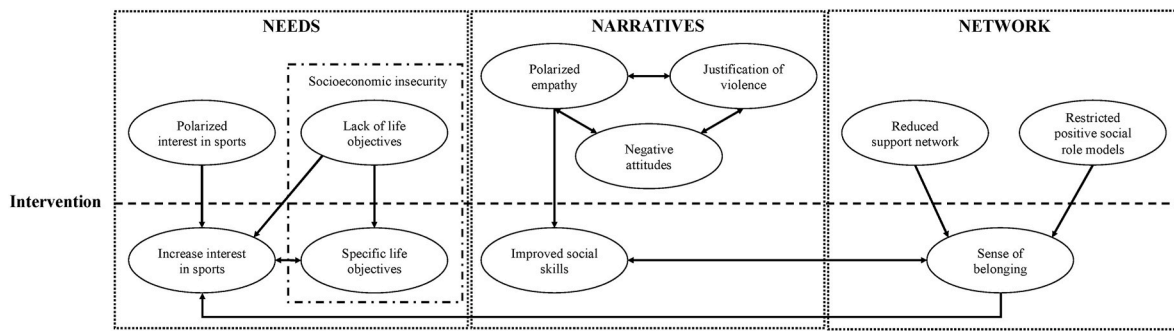 NEEDS
NARRATIVES
NETWORK
Socioeconomic insecurity
Polarized
interest in sports
Lack of life
objectives
Polarized
empathy
Justification of
violence
Negative
attitudes
Reduced
support network
Restricted
positive social
role models
Intervention
Increase interest
in sports
Specific life
objectives
Improved social
skills
Sense of
belonging